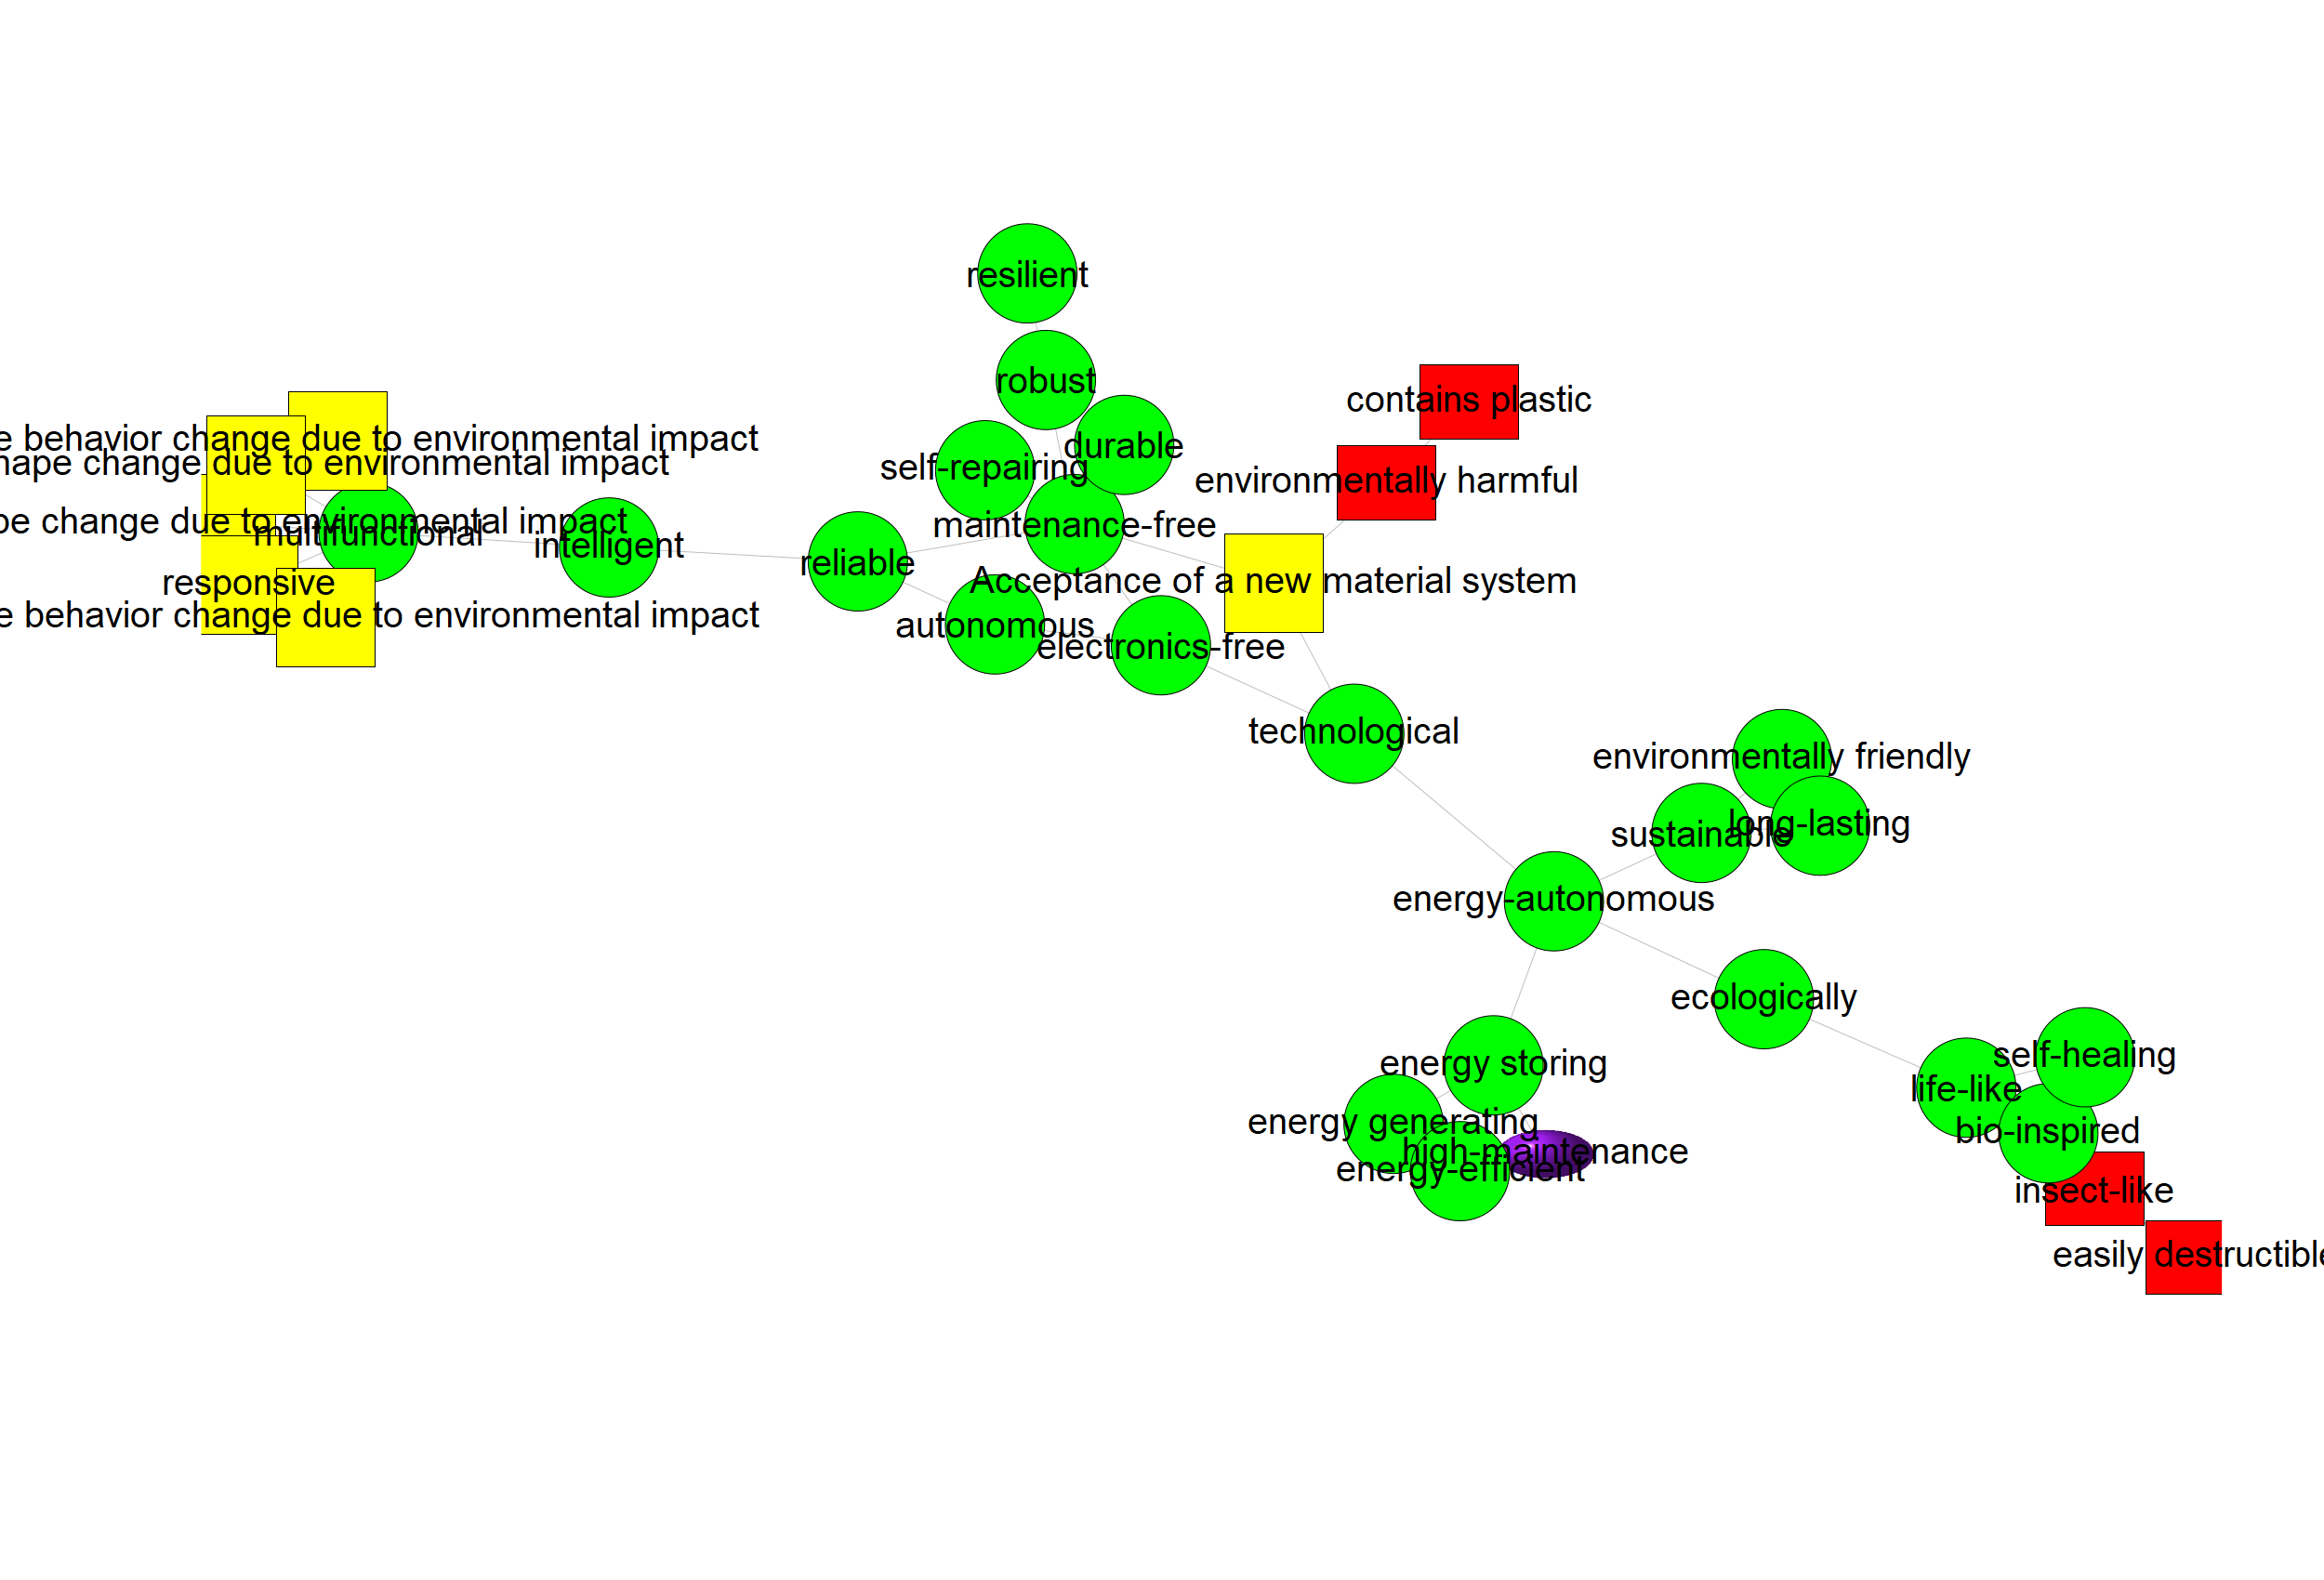 resilient
robust
contains plastic
durable
e behavior change due to environmental impact
hape change due to environmental impact
self-repairing
environmentally harmful
pe change due to environmental impact
maintenance-free
multifunctional
intelligent
reliable
responsive
Acceptance of a new material system
e behavior change due to environmental impact
autonomous
electronics-free
technological
environmentally friendly
long-lasting
sustainable
energy-autonomous
ecologically
self-healing
energy storing
life-like
energy generating
bio-inspired
high-maintenance
energy-efficient
insect-like
easily destructible